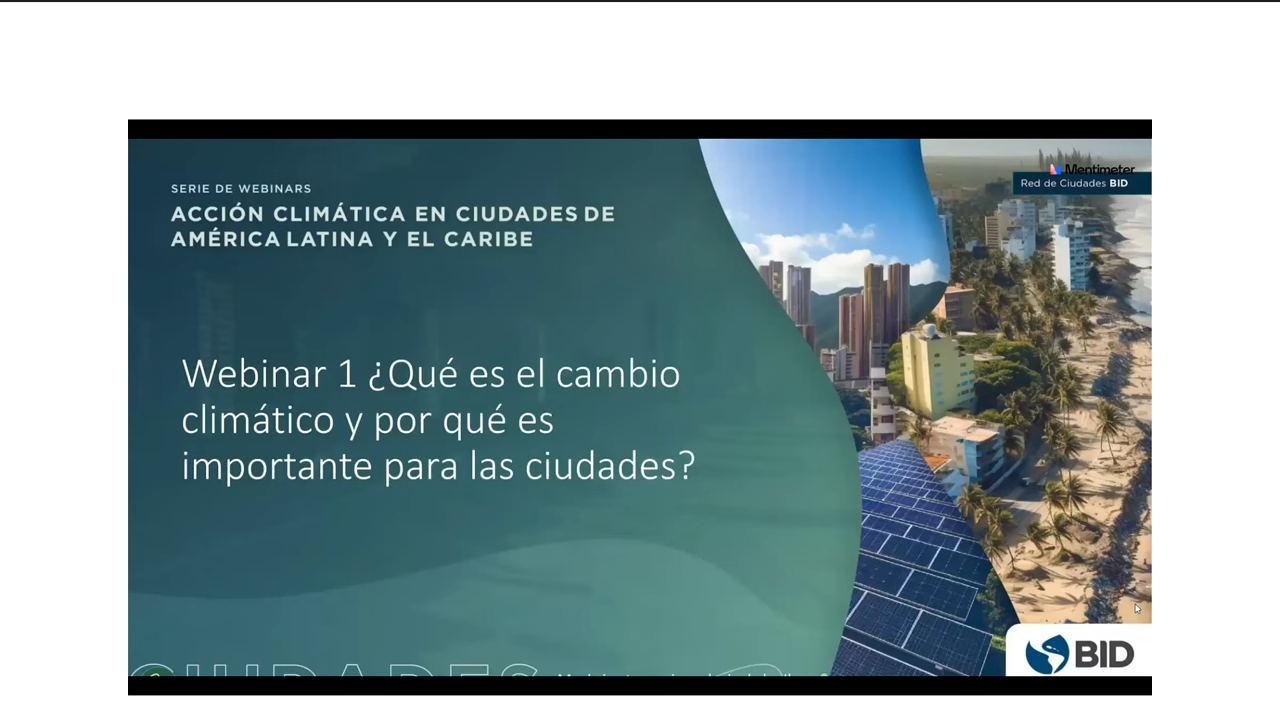 SERIE DE WEBINARS
ACCIÓN CLIMÁTICA EN CIUDADES DE
AMÉRICA LATINA Y EL CARIBE
Mentimeter
Red de Ciudades BID
Webinar 1 ¿Qué es el cambio
climático y por qué es
importante para las ciudades?
CIUDADES
BID